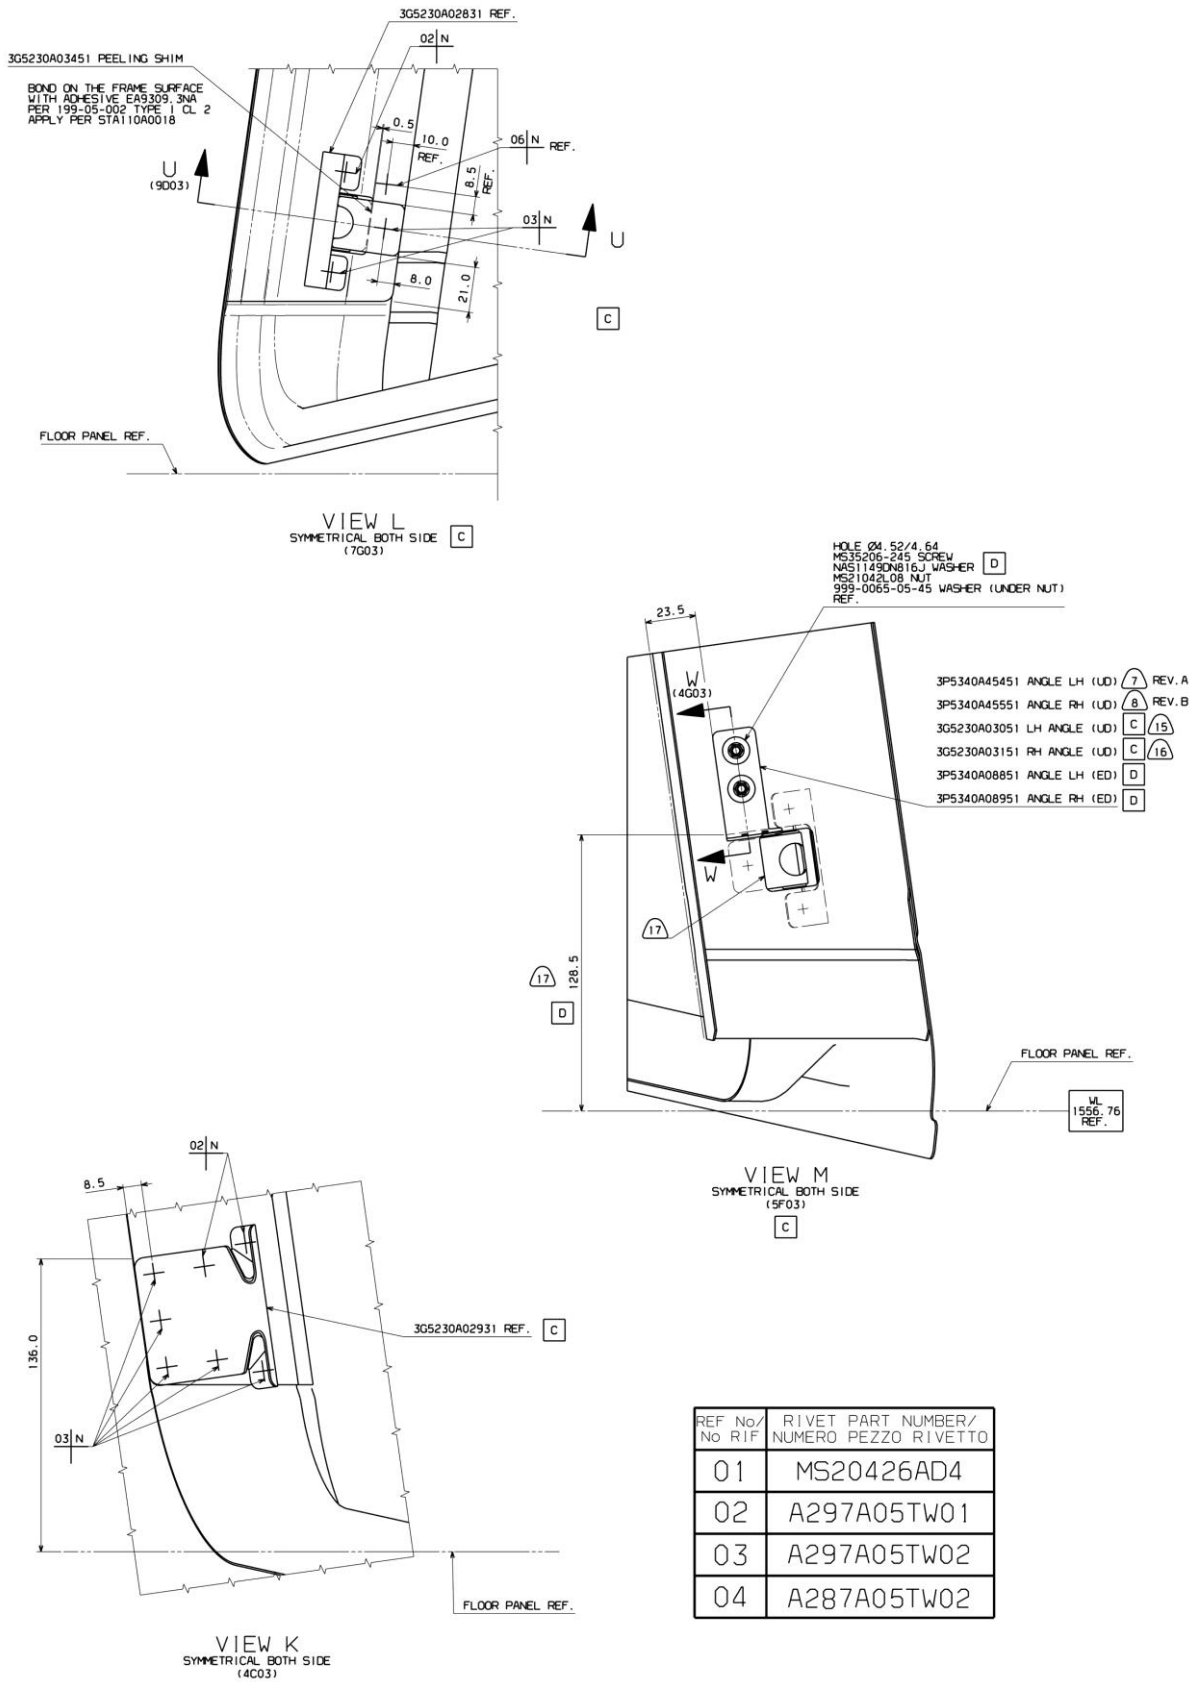 3G5230A02831 REF.
02 N
3G5230A03451 PEELING SHIM
BOND ON THE FRAME SURFACE
WITH ADHESIVE EA9309.3NA
PER 199-05-002 TYPE I CL 2
APPLY PER STA110A0018
0.5
10.0
REF.
06 N REF.
8.5
REF.
U
(9D03)
03 N
U
8.0
21.0
C
FLOOR PANEL REF.
VIEW L
SYMMETRICAL BOTH SIDE C
(7G03)
HOLE Ø4.52/4.64
MS35206-245 SCREW
NAS1149DN816J WASHER D
MS21042L08 NUT
999-0065-05-45 WASHER (UNDER NUT)
REF.
23.5
W
(4G03)
3P5340A45451 ANGLE LH (UD) 7 REV.A
3P5340A45551 ANGLE RH (UD) 8 REV.B
3G5230A03051 LH ANGLE (UD) C 15
3G5230A03151 RH ANGLE (UD) C 16
3P5340A08851 ANGLE LH (ED) D
3P5340A08951 ANGLE RH (ED) D
W
17
17
128.5
D
FLOOR PANEL REF.
WL
1556.76
REF.
VIEW M
SYMMETRICAL BOTH SIDE
(5F03)
C
02 N
8.5
136.0
3G5230A02931 REF. C
03 N
FLOOR PANEL REF.
VIEW K
SYMMETRICAL BOTH SIDE
(4C03)
REF No/ RIVET PART NUMBER/
No RIF NUMERO PEZZO RIVETTO
01 MS20426AD4
02 A297A05TW01
03 A297A05TW02
04 A287A05TW02